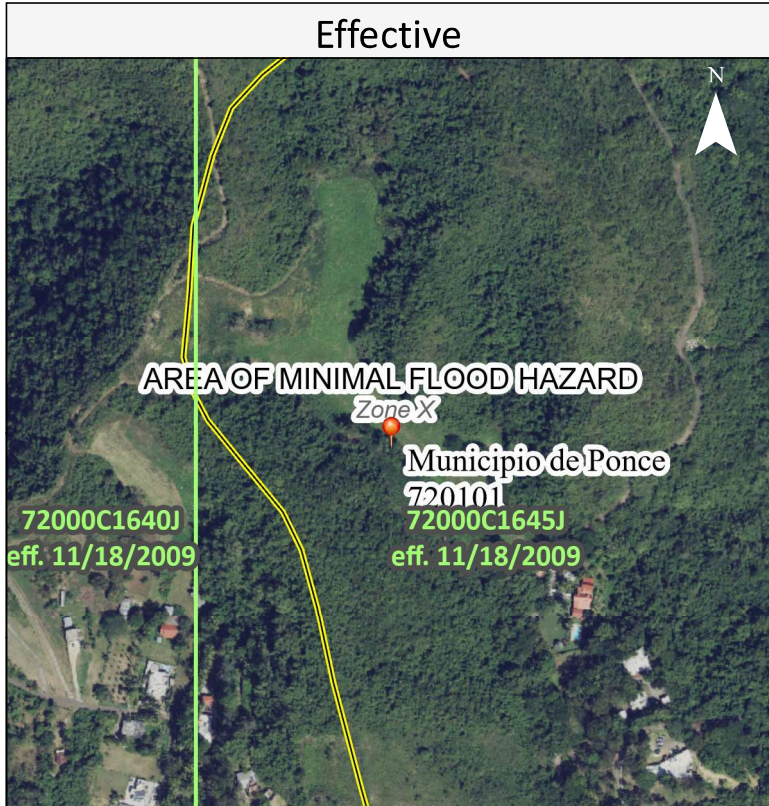 Effective
N
AREA OF MINIMAL FLOOD HAZARD
Zone X
Municipio de Ponce
720101
72000C1640J
eff. 11/18/2009
72000C1645J
eff. 11/18/2009